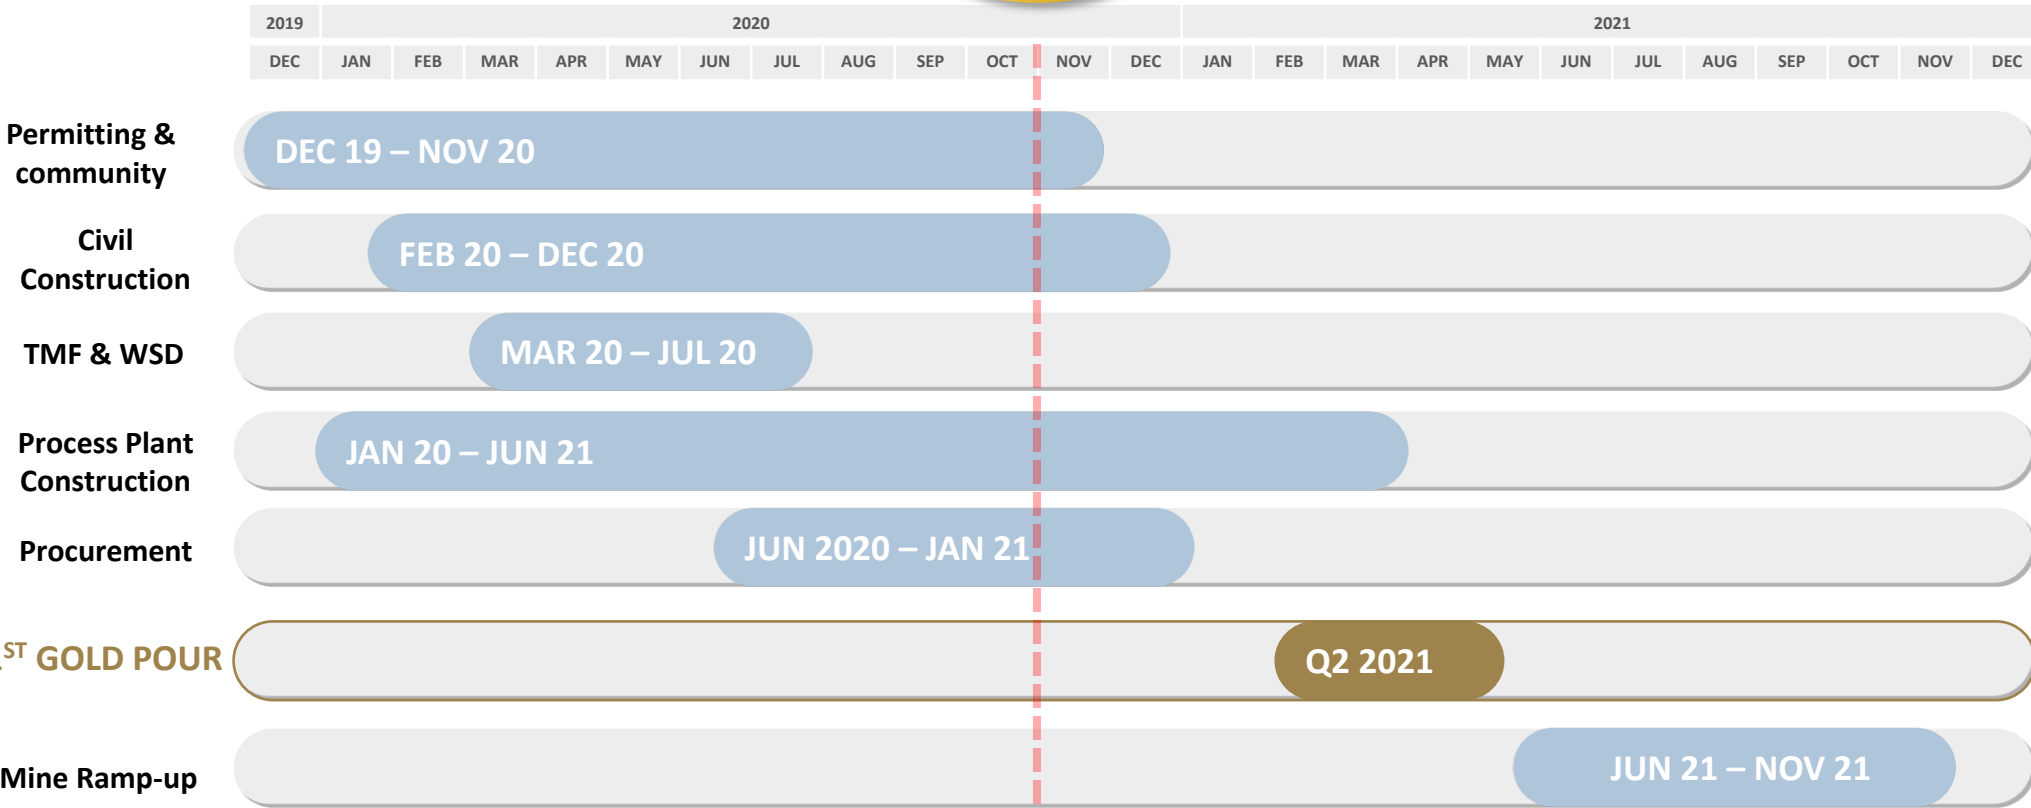 2019 2020 2021
DEC JAN FEB MAR APR MAY JUN JUL AUG SEP OCT NOV DEC JAN FEB MAR APR MAY JUN JUL AUG SEP OCT NOV DEC
Permitting &
community
DEC 19 – NOV 20
Civil
Construction
FEB 20 – DEC 20
TMF & WSD
MAR 20 – JUL 20
Process Plant
Construction
JAN 20 – JUN 21
Procurement
JUN 2020 – JAN 21
1ST GOLD POUR
Q2 2021
Mine Ramp-up
JUN 21 – NOV 21